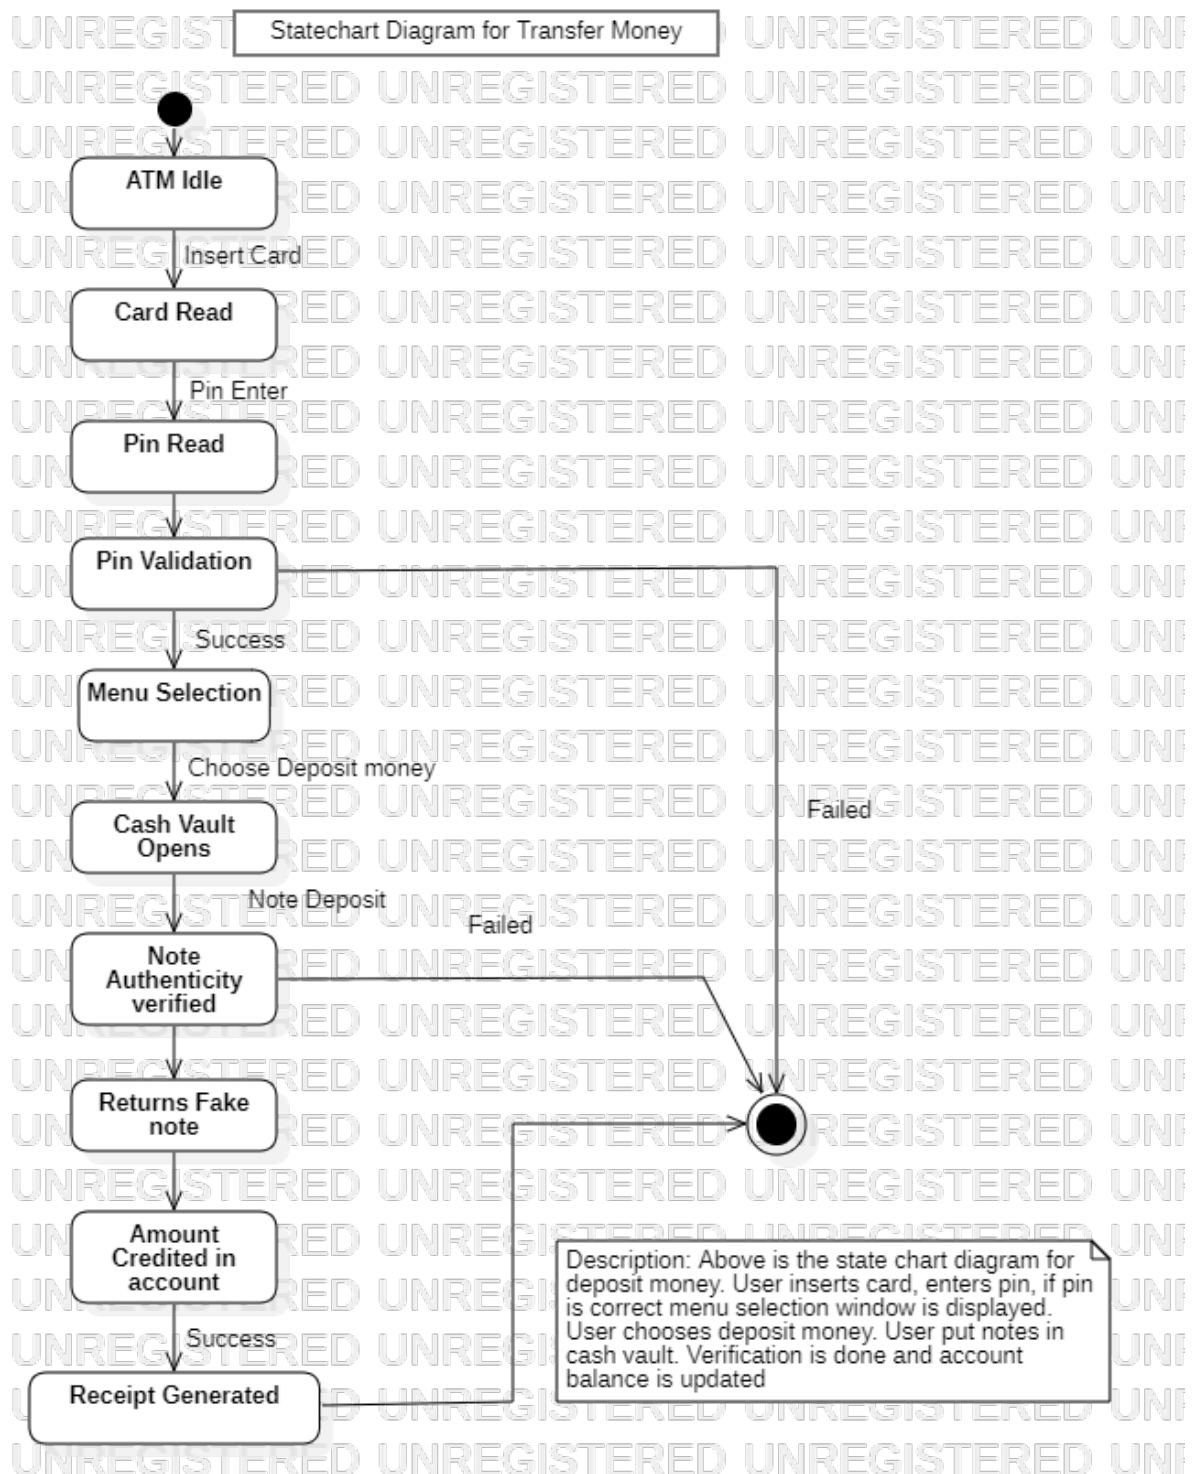 Statechart Diagram for Transfer Money
ATM Idle
Insert Card
Card Read
Pin Enter
Pin Read
Pin Validation
Success
Menu Selection
Choose Deposit money
Cash Vault
Opens
Failed
Note Deposit
Failed
Note
Authenticity
verified
Returns Fake
note
Amount
Credited in
account
Success
Receipt Generated
Description: Above is the state chart diagram for
deposit money. User inserts card, enters pin, if pin
is correct menu selection window is displayed.
User chooses deposit money. User put notes in
cash vault. Verification is done and account
balance is updated
UNREGISTERED